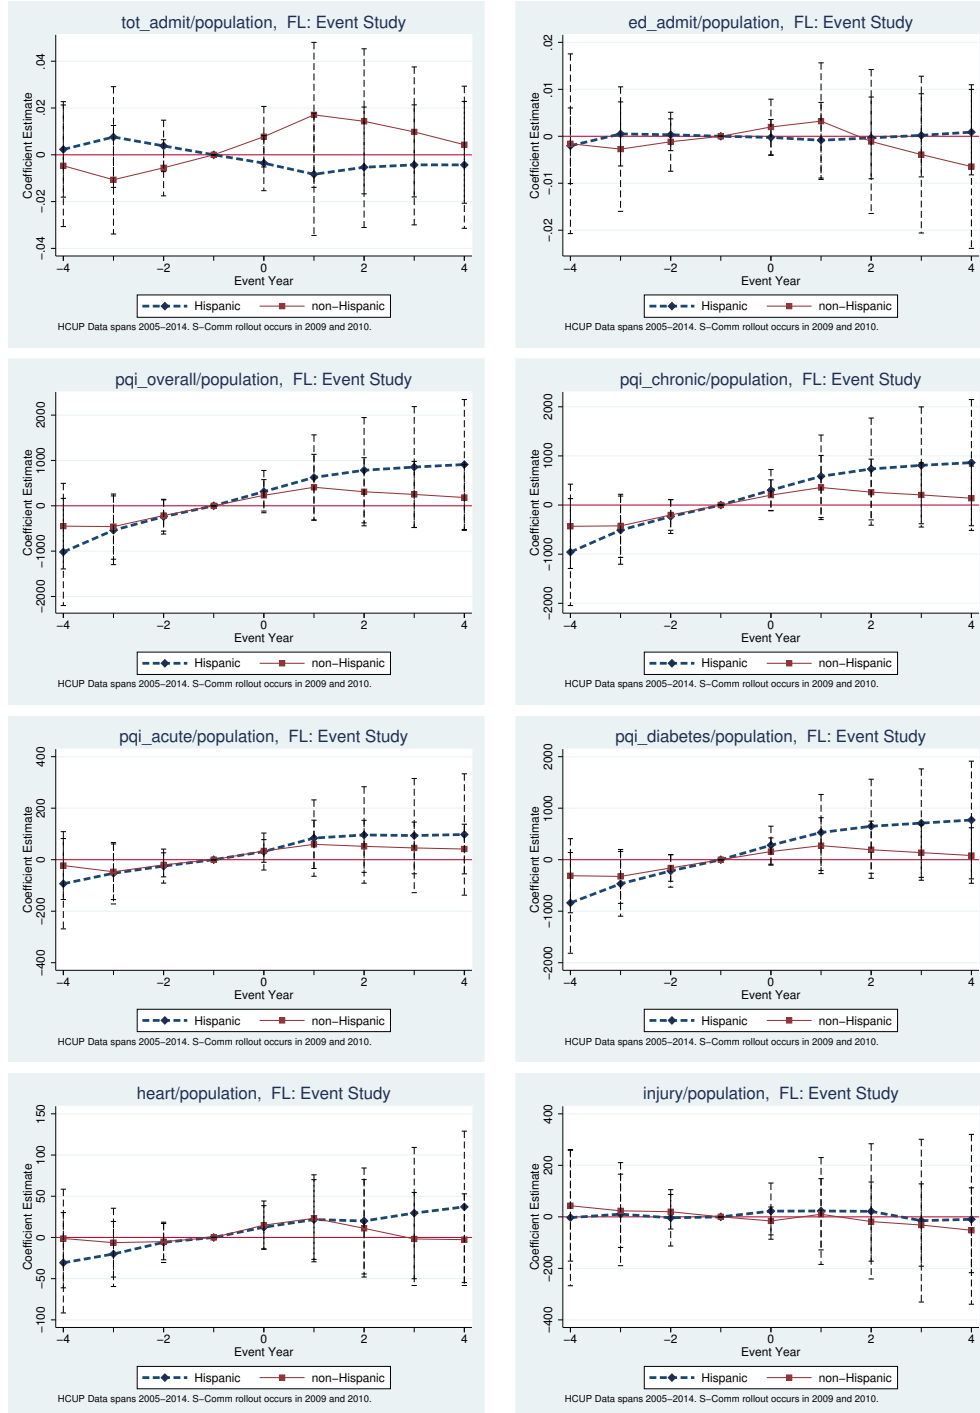 tot_admit/population, FL: Event Study
Coefficient Estimate
.04
.02
0
−.02
−.04
−4 −2 0 2 4
Event Year
Hispanic non−Hispanic
HCUP Data spans 2005−2014. S−Comm rollout occurs in 2009 and 2010.
ed_admit/population, FL: Event Study
Coefficient Estimate
.02
.01
0
−.01
−.02
−4 −2 0 2 4
Event Year
Hispanic non−Hispanic
HCUP Data spans 2005−2014. S−Comm rollout occurs in 2009 and 2010.
pqi_overall/population, FL: Event Study
Coefficient Estimate
2000
1000
0
−1000
−2000
−4 −2 0 2 4
Event Year
Hispanic non−Hispanic
HCUP Data spans 2005−2014. S−Comm rollout occurs in 2009 and 2010.
pqi_chronic/population, FL: Event Study
Coefficient Estimate
2000
1000
0
−1000
−2000
−4 −2 0 2 4
Event Year
Hispanic non−Hispanic
HCUP Data spans 2005−2014. S−Comm rollout occurs in 2009 and 2010.
pqi_acute/population, FL: Event Study
Coefficient Estimate
400
200
0
−200
−400
−4 −2 0 2 4
Event Year
Hispanic non−Hispanic
HCUP Data spans 2005−2014. S−Comm rollout occurs in 2009 and 2010.
pqi_diabetes/population, FL: Event Study
Coefficient Estimate
2000
1000
0
−1000
−2000
−4 −2 0 2 4
Event Year
Hispanic non−Hispanic
HCUP Data spans 2005−2014. S−Comm rollout occurs in 2009 and 2010.
heart/population, FL: Event Study
Coefficient Estimate
150
100
50
0
−50
−100
−4 −2 0 2 4
Event Year
Hispanic non−Hispanic
HCUP Data spans 2005−2014. S−Comm rollout occurs in 2009 and 2010.
injury/population, FL: Event Study
Coefficient Estimate
400
200
0
−200
−400
−4 −2 0 2 4
Event Year
Hispanic non−Hispanic
HCUP Data spans 2005−2014. S−Comm rollout occurs in 2009 and 2010.